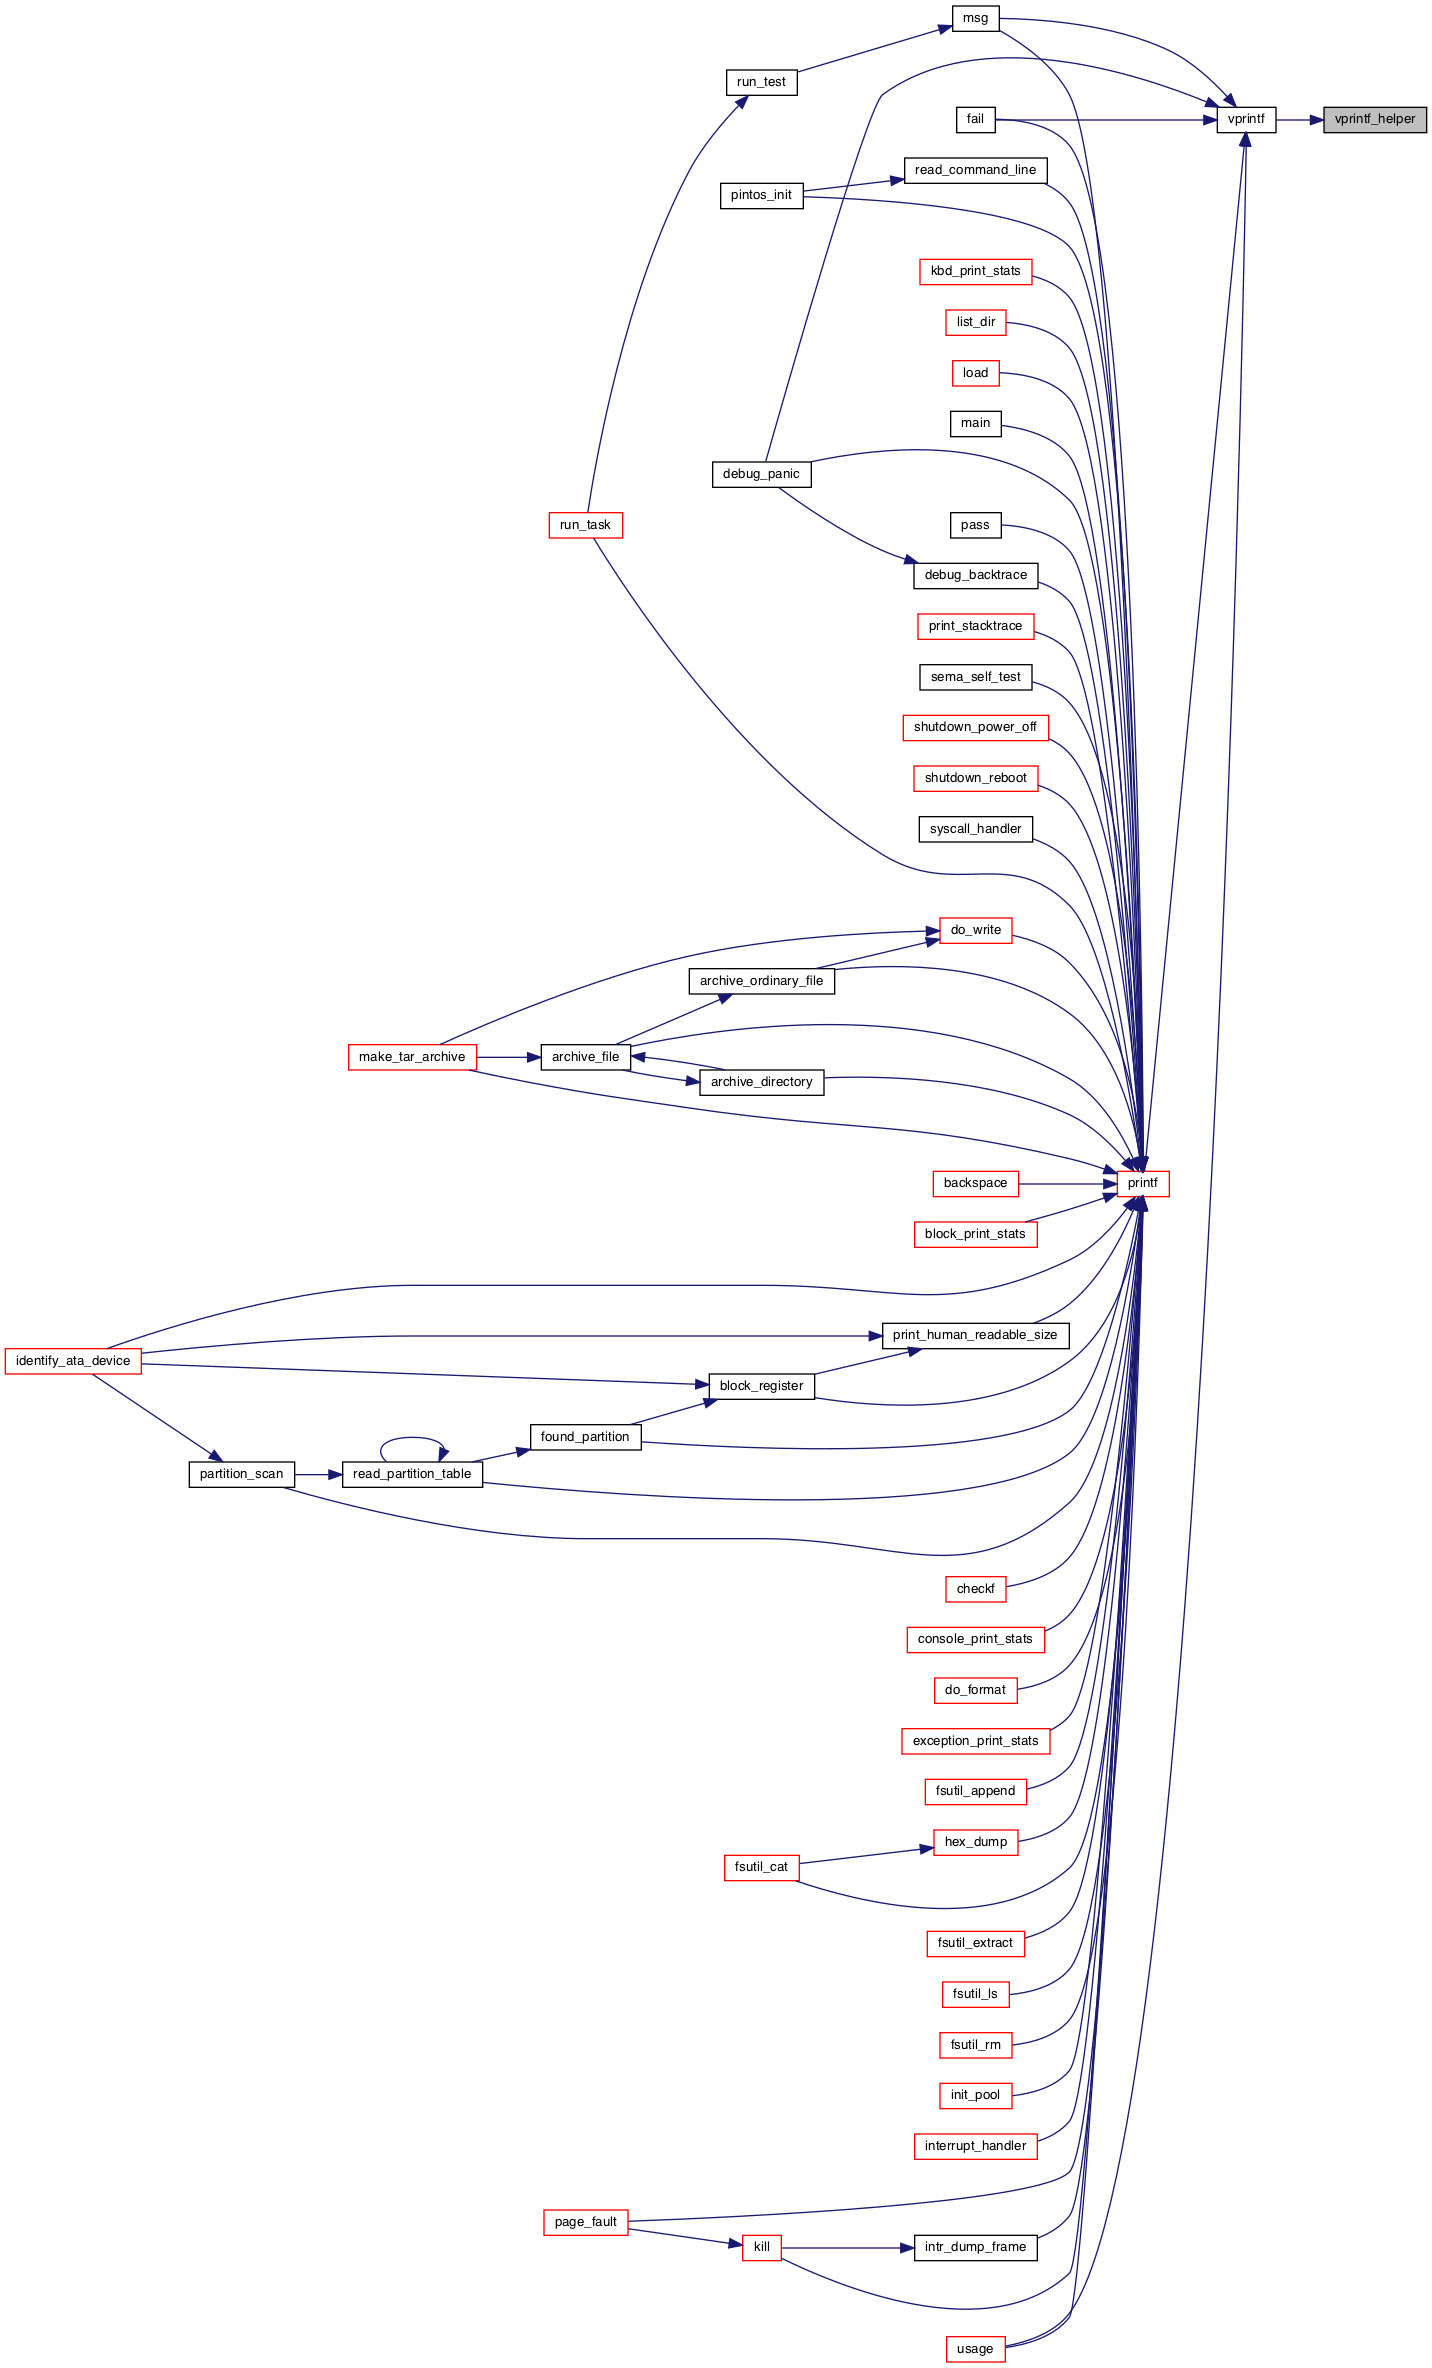 msg
run_test
fail
vprintf
vprintf_helper
read_command_line
pintos_init
kbd_print_stats
list_dir
load
main
debug_panic
run_task
pass
debug_backtrace
print_stacktrace
sema_self_test
shutdown_power_off
shutdown_reboot
syscall_handler
do_write
archive_ordinary_file
make_tar_archive
archive_file
archive_directory
printf
backspace
block_print_stats
print_human_readable_size
identify_ata_device
block_register
found_partition
partition_scan
read_partition_table
checkf
console_print_stats
do_format
exception_print_stats
fsutil_append
hex_dump
fsutil_cat
fsutil_extract
fsutil_ls
fsutil_rm
init_pool
interrupt_handler
page_fault
kill
intr_dump_frame
usage